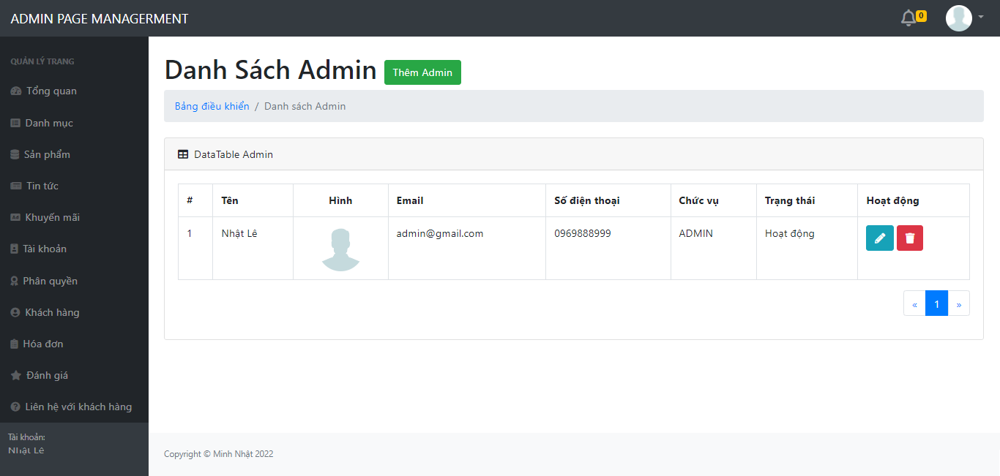 ADMIN PAGE MANAGERMENT
0
QUẢN LÝ TRANG
Tổng quan
Danh mục
Sản phẩm
Tin tức
Khuyến mãi
Tài khoản
Phân quyền
Khách hàng
Hóa đơn
Đánh giá
Liên hệ với khách hàng
Tài khoản:
Nhật Lê
Danh Sách Admin Thêm Admin
Bảng điều khiển / Danh sách Admin
DataTable Admin
# Tên Hình Email Số điện thoại Chức vụ Trạng thái Hoạt động
1 Nhật Lê admin@gmail.com 0969888999 ADMIN Hoạt động
« 1 »
Copyright © Minh Nhật 2022